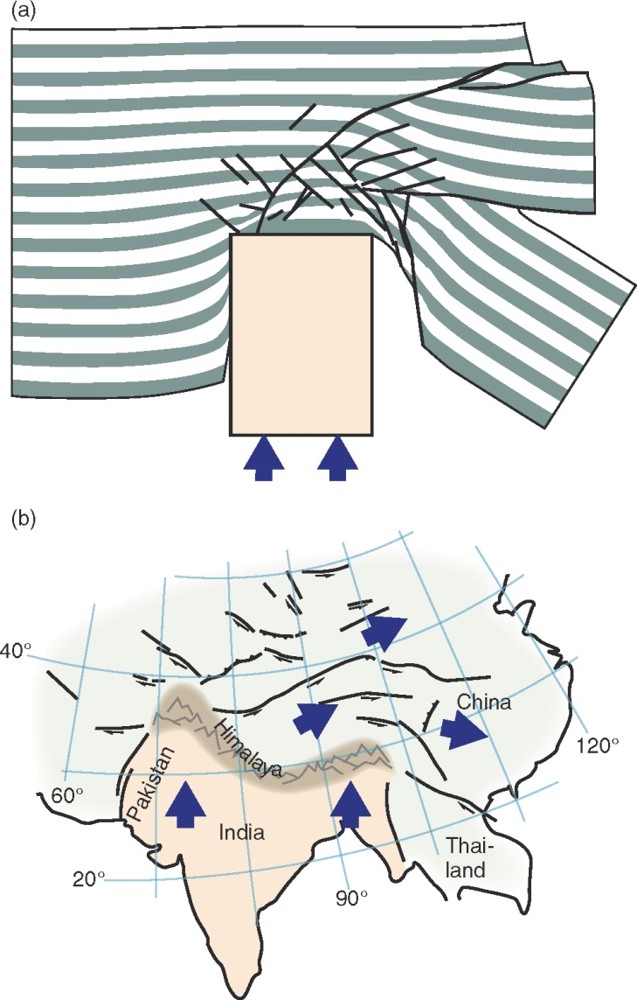 (a)
(b)
40°
China
Himalaya
120°
60°
Pakistan
India
Thai-
land
20°
90°